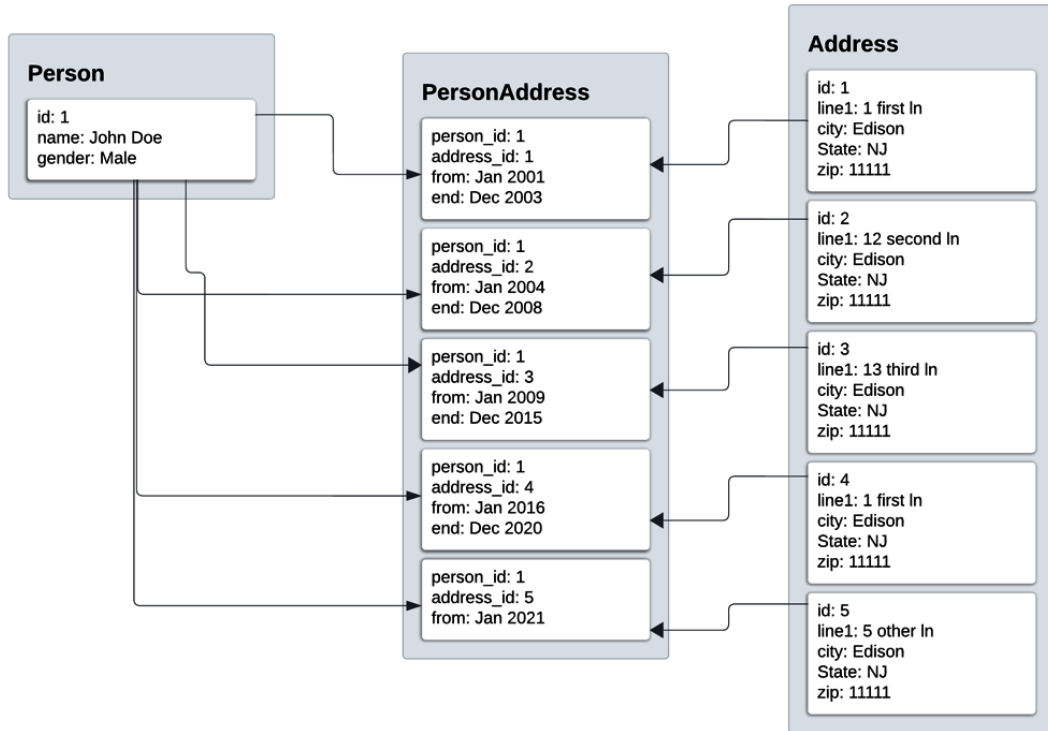 Person
id: 1
name: John Doe
gender: Male
PersonAddress
person_id: 1
address_id: 1
from: Jan 2001
end: Dec 2003
person_id: 1
address_id: 2
from: Jan 2004
end: Dec 2008
person_id: 1
address_id: 3
from: Jan 2009
end: Dec 2015
person_id: 1
address_id: 4
from: Jan 2016
end: Dec 2020
person_id: 1
address_id: 5
from: Jan 2021
Address
id: 1
line1: 1 first ln
city: Edison
State: NJ
zip: 11111
id: 2
line1: 12 second ln
city: Edison
State: NJ
zip: 11111
id: 3
line1: 13 third ln
city: Edison
State: NJ
zip: 11111
id: 4
line1: 1 first ln
city: Edison
State: NJ
zip: 11111
id: 5
line1: 5 other ln
city: Edison
State: NJ
zip: 11111